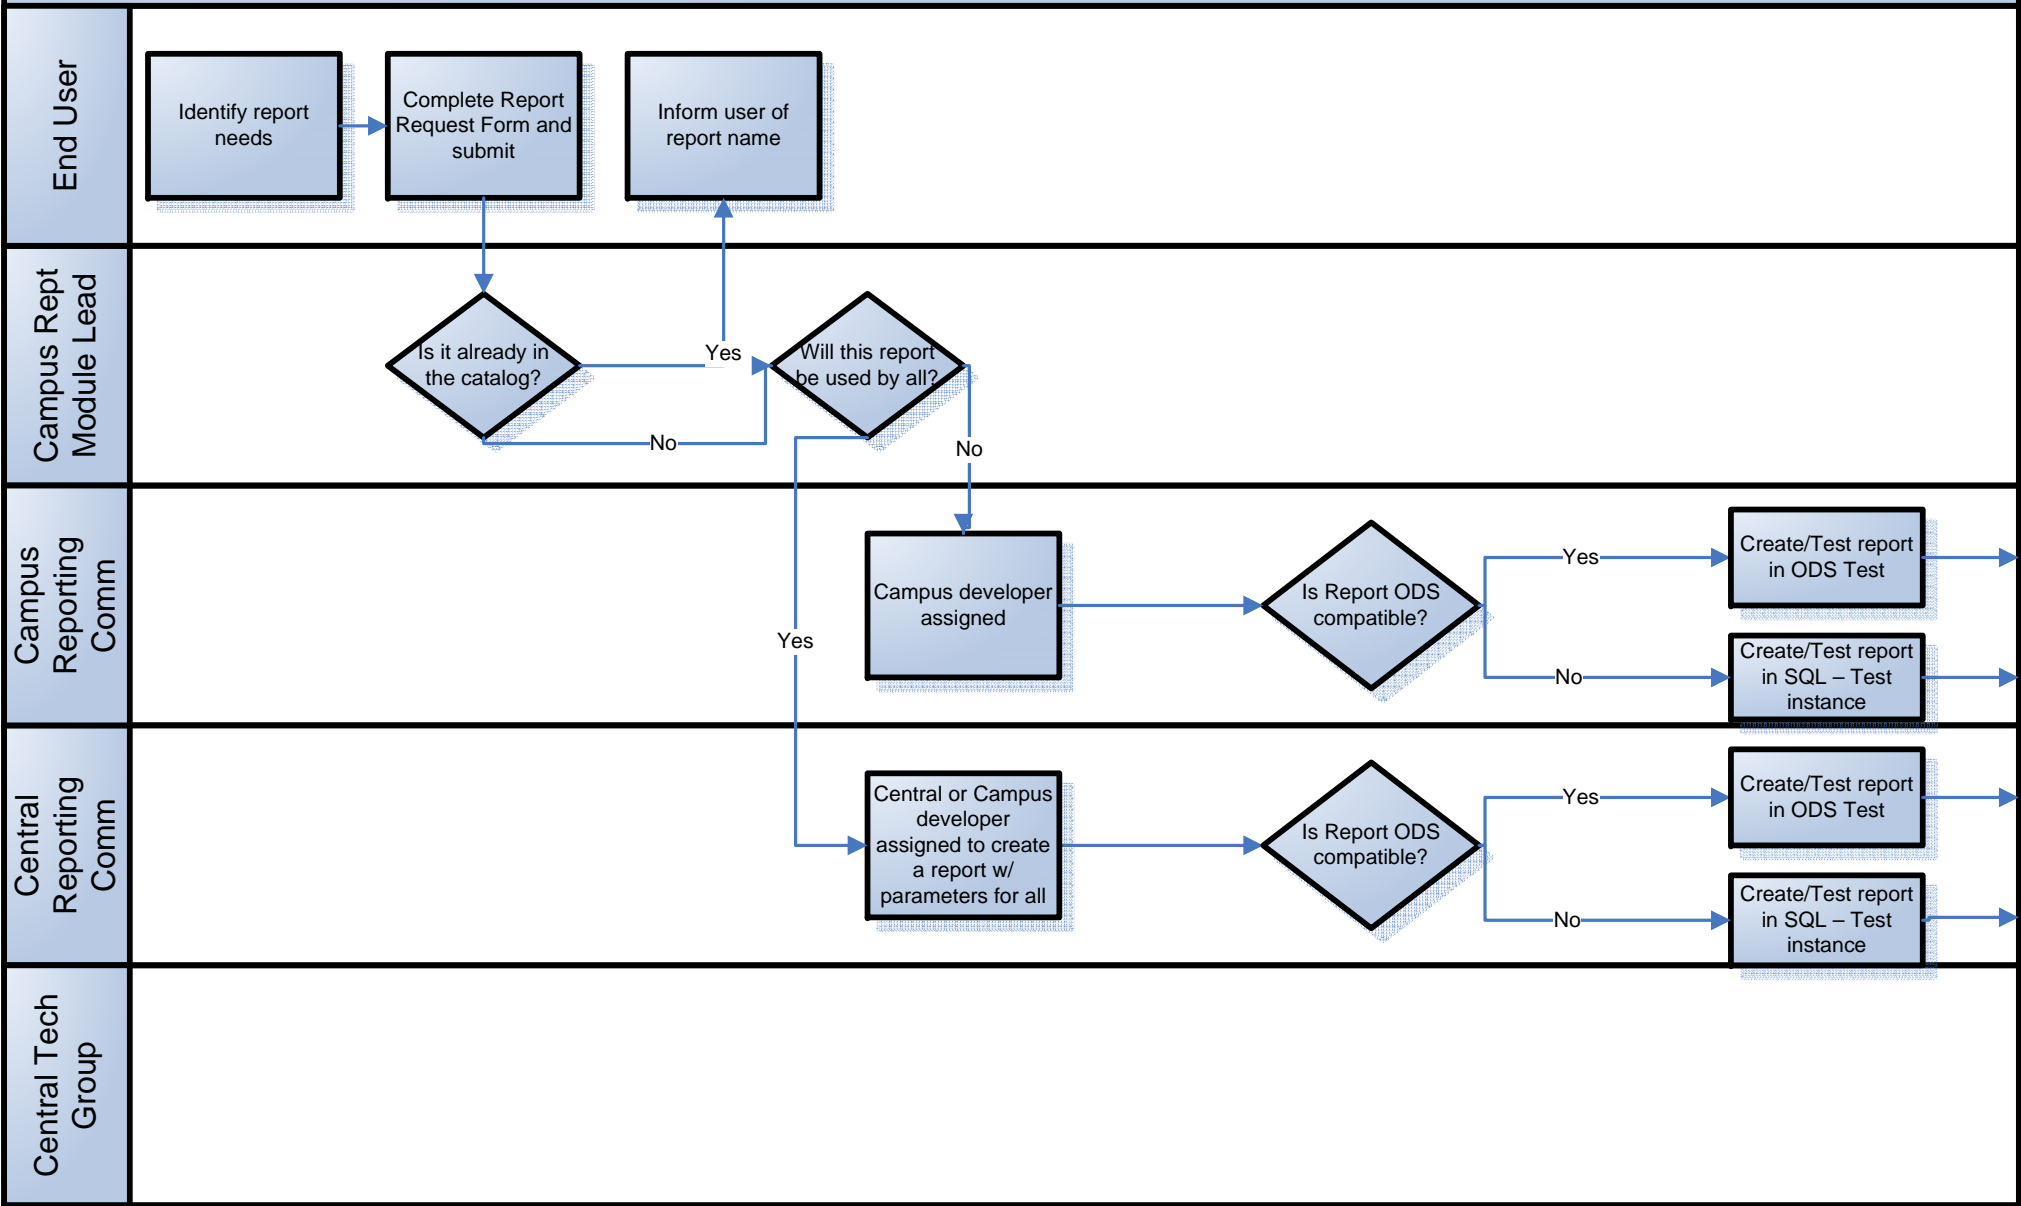 End User
Identify report
needs
Complete Report
Request Form and
submit
Inform user of
report name
Campus Rept
Module Lead
Is it already in
the catalog?
Yes
No
Will this report
be used by all?
No
Yes
Campus
Reporting
Comm
Campus developer
assigned
Is Report ODS
compatible?
Yes
Create/Test report
in ODS Test
No
Create/Test report
in SQL – Test
instance
Central
Reporting
Comm
Central or Campus
developer
assigned to create
a report w/
parameters for all
Is Report ODS
compatible?
Yes
Create/Test report
in ODS Test
No
Create/Test report
in SQL – Test
instance
Central Tech
Group